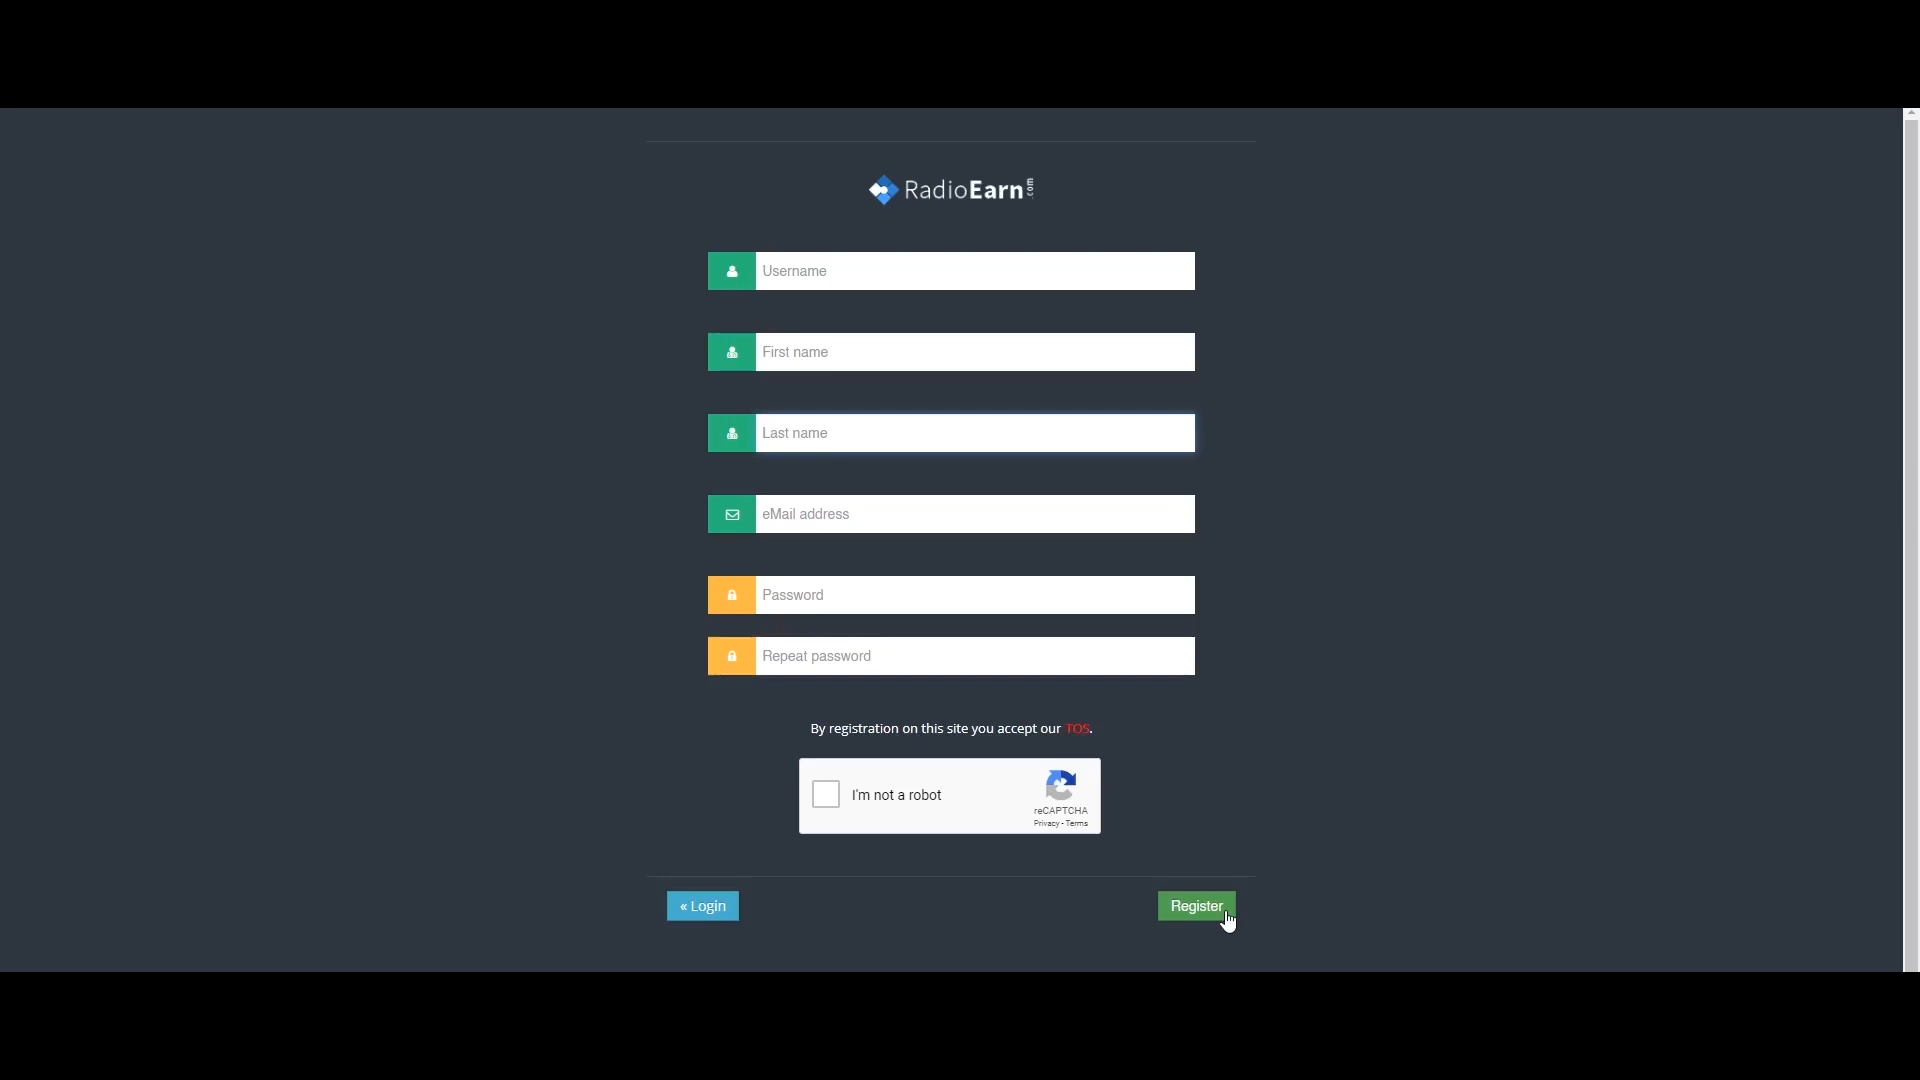 RadioEarn.com
Username
First name
Last name
eMail address
Password
Repeat password
By registration on this site you accept our TOS.
I'm not a robot
reCAPTCHA
Privacy - Terms
« Login
Register